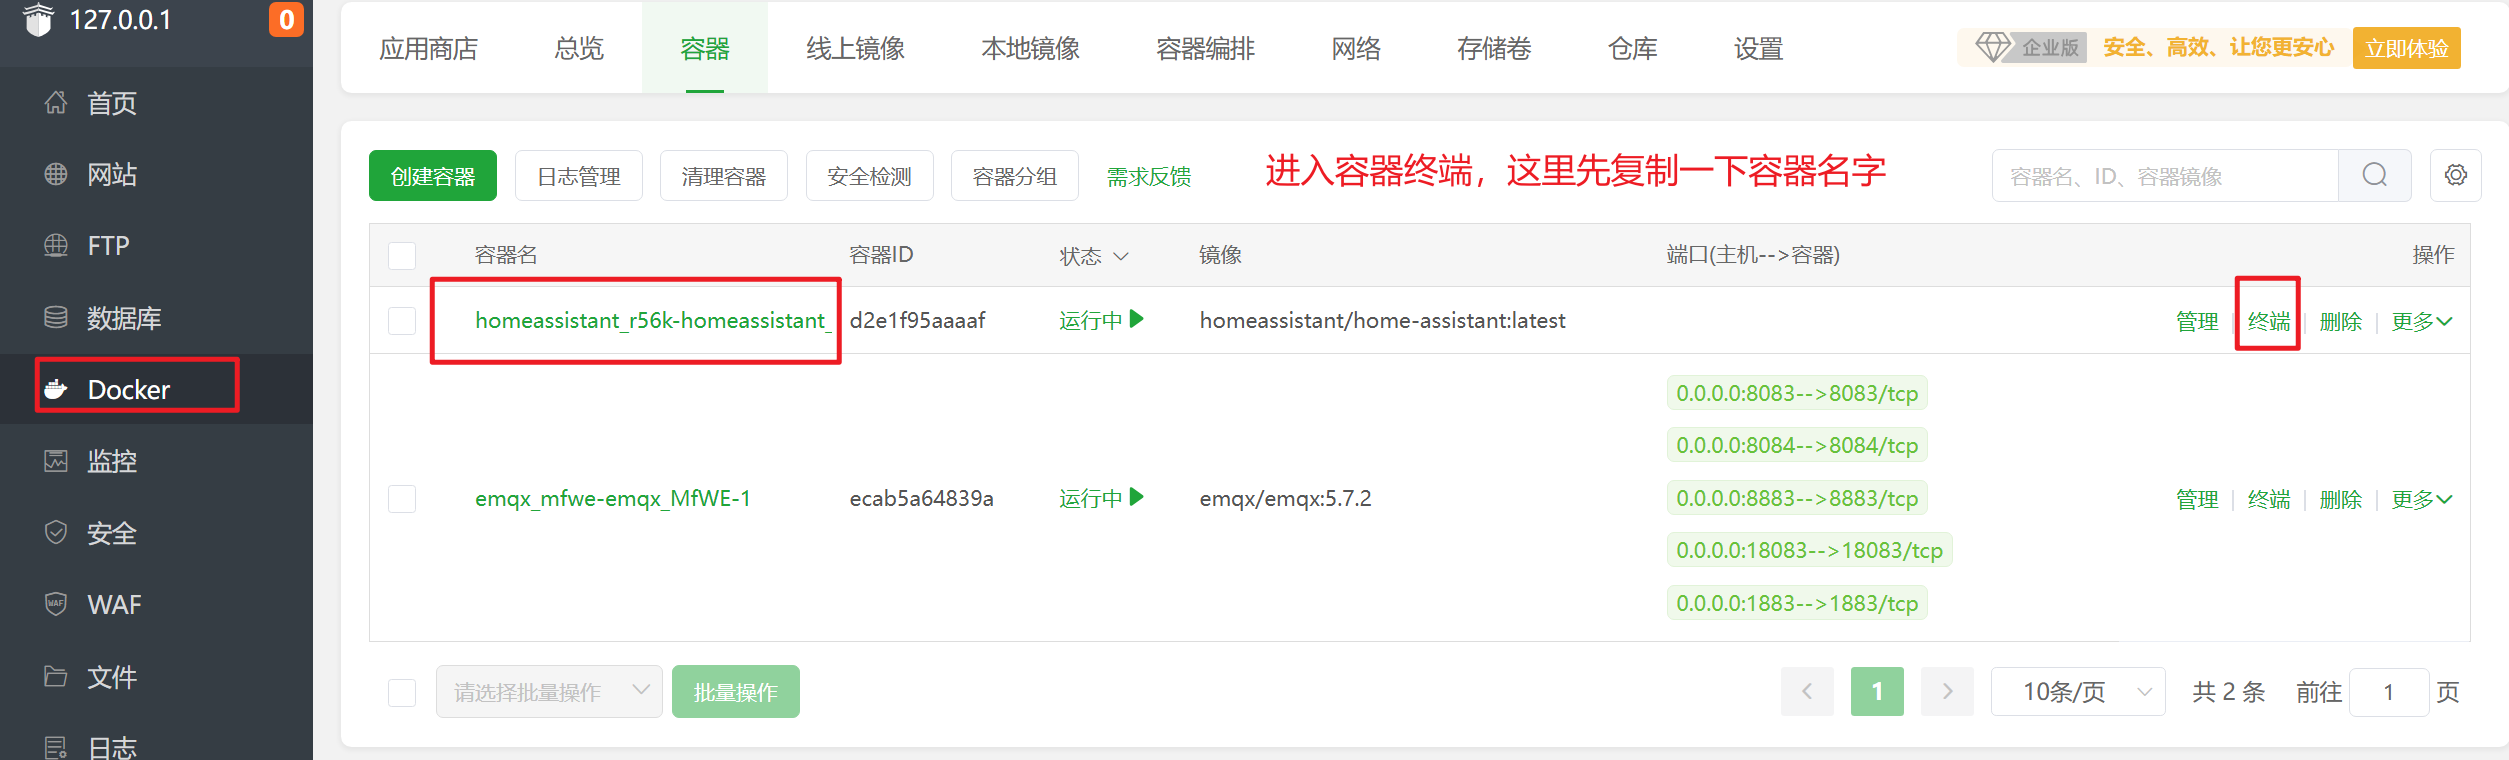 127.0.0.1
0
首页
网站
FTP
数据库
Docker
监控
安全
WAF
文件
日志
应用商店 总览 容器 线上镜像 本地镜像 容器编排 网络 存储卷 仓库 设置
企业版 安全、高效、让您更安心 立即体验
创建容器 日志管理 清理容器 安全检测 容器分组 需求反馈
进入容器终端，这里先复制一下容器名字
容器名、ID、容器镜像
容器名 容器ID 状态 镜像 端口(主机-->容器) 操作
homeassistant_r56k-homeassistant_ d2e1f95aaaaf 运行中 homeassistant/home-assistant:latest 管理 终端 删除 更多
emqx_mfwe-emqx_MfWE-1 ecab5a64839a 运行中 emqx/emqx:5.7.2
0.0.0.0:8083-->8083/tcp
0.0.0.0:8084-->8084/tcp
0.0.0.0:8883-->8883/tcp
0.0.0.0:18083-->18083/tcp
0.0.0.0:1883-->1883/tcp
管理 终端 删除 更多
请选择批量操作 批量操作
1 10条/页 共 2 条 前往 1 页